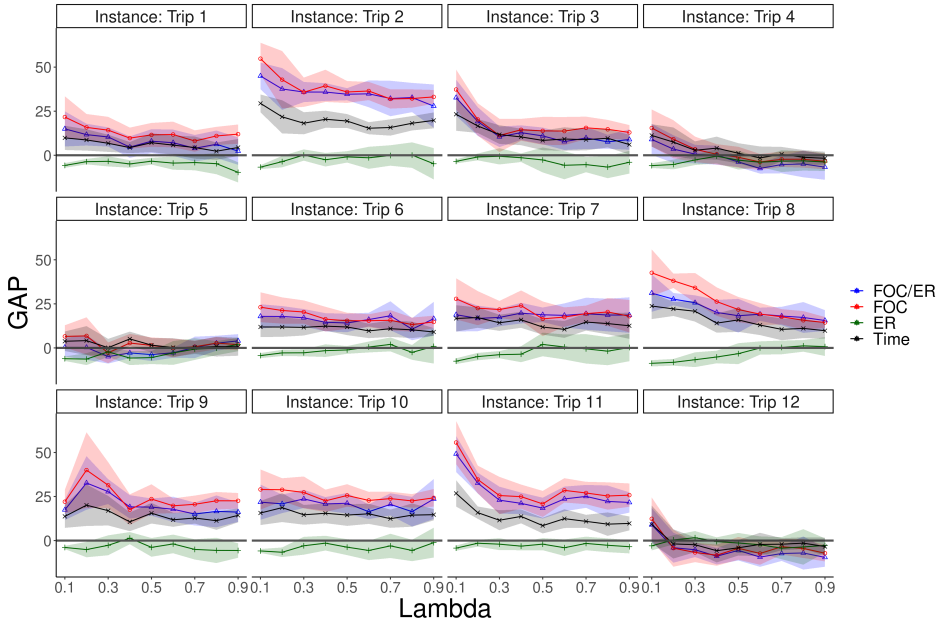 Instance: Trip 1 Instance: Trip 2 Instance: Trip 3 Instance: Trip 4
50
25
0
Instance: Trip 5 Instance: Trip 6 Instance: Trip 7 Instance: Trip 8
50
25
0
GAP
FOC/ER
FOC
ER
Time
Instance: Trip 9 Instance: Trip 10 Instance: Trip 11 Instance: Trip 12
50
25
0
0.1 0.3 0.5 0.7 0.9 0.1 0.3 0.5 0.7 0.9 0.1 0.3 0.5 0.7 0.9 0.1 0.3 0.5 0.7 0.9
Lambda